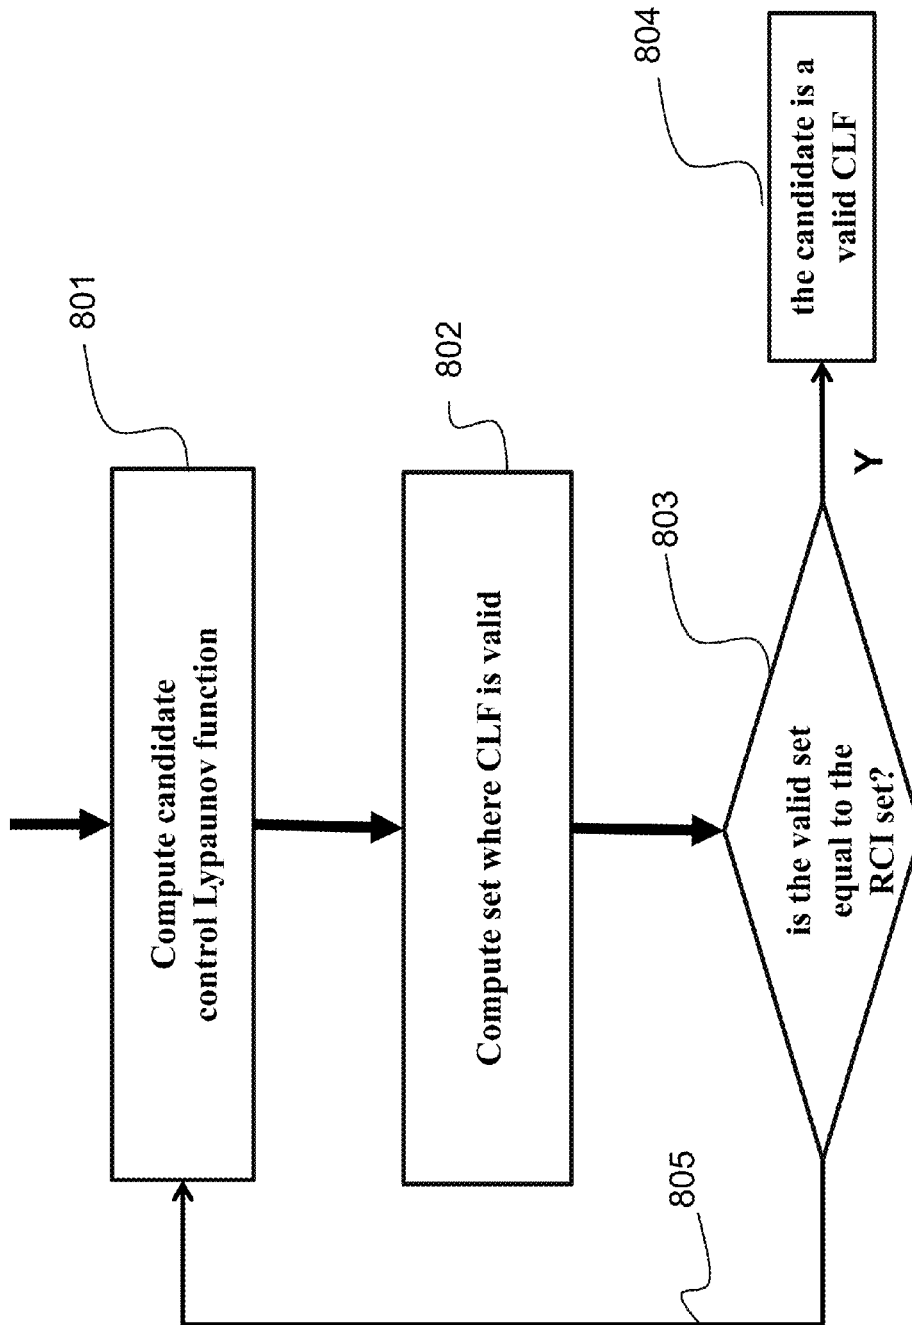 801
Compute candidate
control Lypaunov function
802
Compute set where CLF is valid
803
is the valid set
equal to the
RCI set?
Y
804
the candidate is a
valid CLF
805